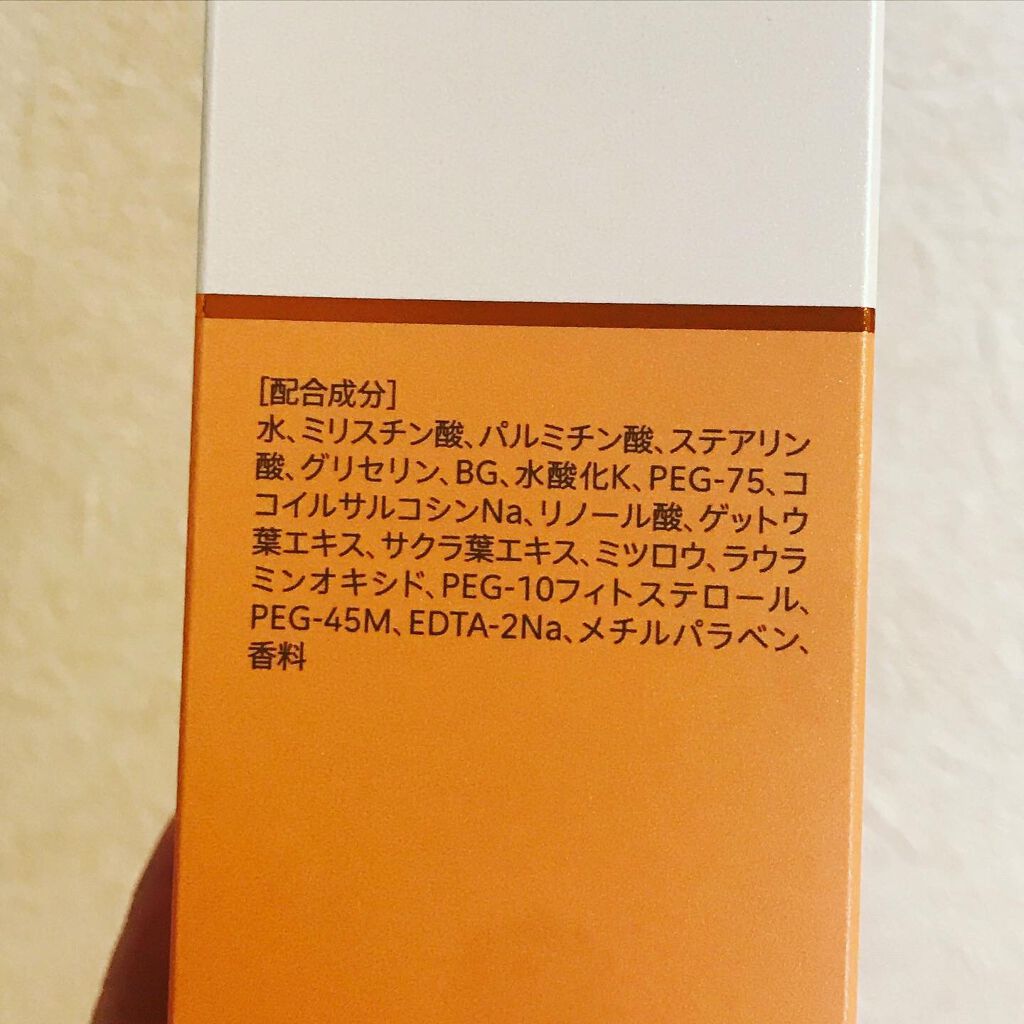 [配合成分]
水、ミリスチン酸、パルミチン酸、ステアリン
酸、グリセリン、BG、水酸化K、PEG-75、コ
コイルサルコシンNa、リノール酸、ゲットウ
葉エキス、サクラ葉エキス、ミツロウ、ラウラ
ミンオキシド、PEG-10フィトステロール、
PEG-45M、EDTA-2Na、メチルパラベン、
香料